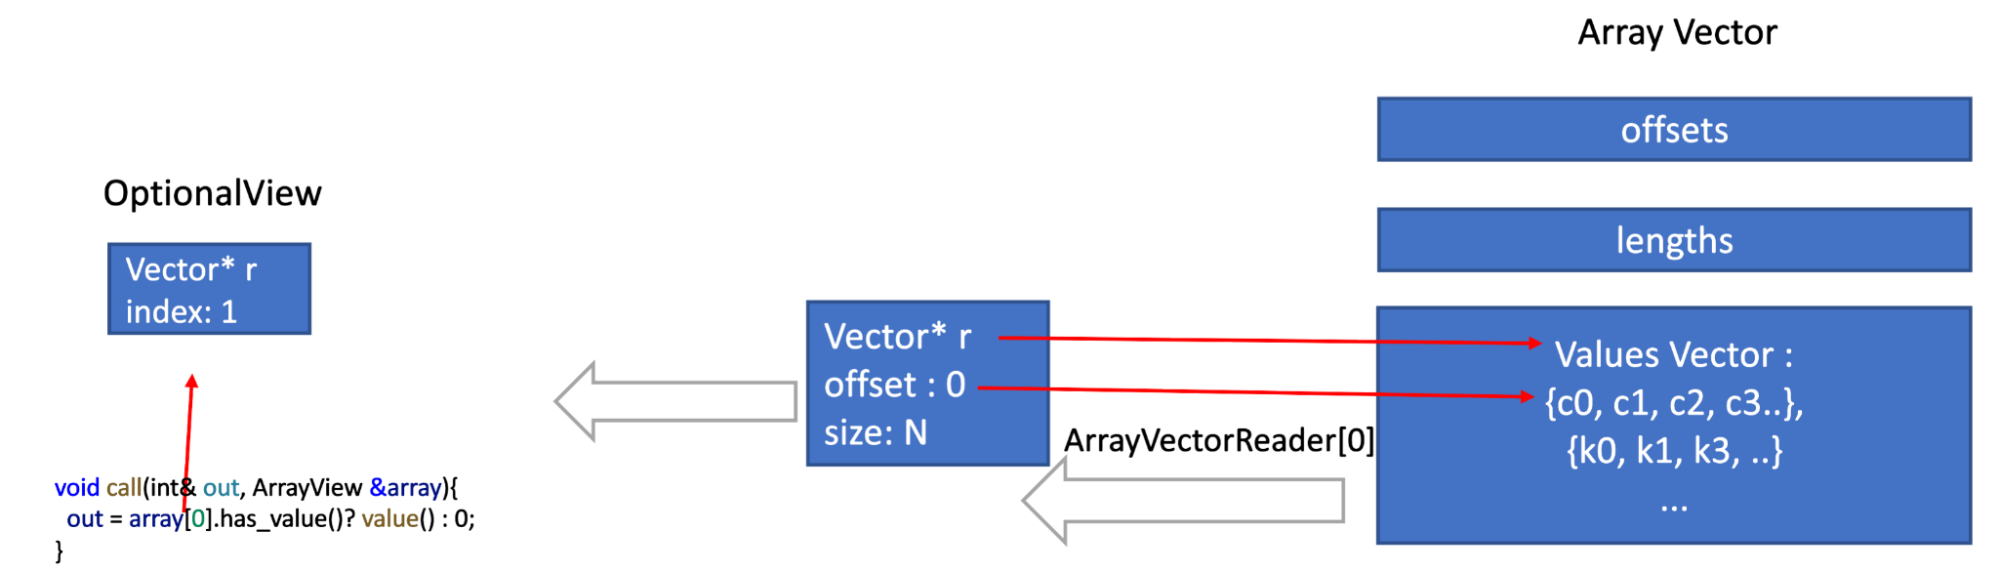 Array Vector
offsets
lengths
OptionalView
Vector* r
index: 1
Vector* r
offset : 0
size: N
ArrayVectorReader[0]
Values Vector :
{c0, c1, c2, c3..},
{k0, k1, k3, ..}
...
void call(int& out, ArrayView &array){
out = array[0].has_value()? value() : 0;
}